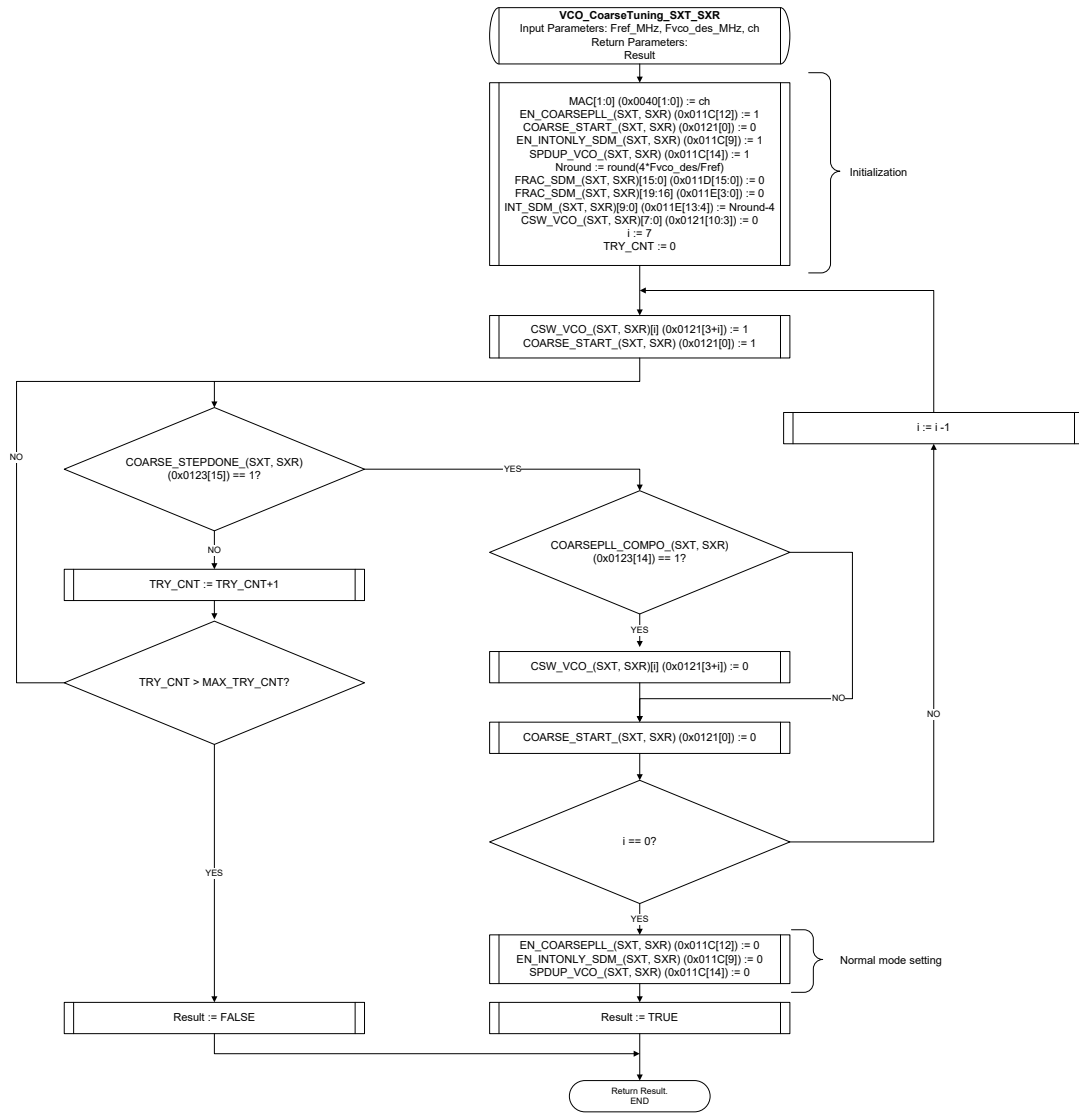 VCO_CoarseTuning_SXT_SXR
Input Parameters: Fref_MHz, Fvco_des_MHz, ch
Return Parameters:
Result
MAC[1:0] (0x0040[1:0]) := ch
EN_COARSEPLL_(SXT, SXR) (0x011C[12]) := 1
COARSE_START_(SXT, SXR) (0x0121[0]) := 0
EN_INTONLY_SDM_(SXT, SXR) (0x011C[9]) := 1
SPDUP_VCO_(SXT, SXR) (0x011C[14]) := 1
Nround := round(4*Fvco_des/Fref)
FRAC_SDM_(SXT, SXR)[15:0] (0x011D[15:0]) := 0
FRAC_SDM_(SXT, SXR)[19:16] (0x011E[3:0]) := 0
INT_SDM_(SXT, SXR)[9:0] (0x011E[13:4]) := Nround-4
CSW_VCO_(SXT, SXR)[7:0] (0x0121[10:3]) := 0
i := 7
TRY_CNT := 0
Initialization
CSW_VCO_(SXT, SXR)[i] (0x0121[3+i]) := 1
COARSE_START_(SXT, SXR) (0x0121[0]) := 1
i := i -1
NO
COARSE_STEPDONE_(SXT, SXR)
(0x0123[15]) == 1?
YES
NO
COARSEPLL_COMPO_(SXT, SXR)
(0x0123[14]) == 1?
TRY_CNT := TRY_CNT+1
YES
CSW_VCO_(SXT, SXR)[i] (0x0121[3+i]) := 0
TRY_CNT > MAX_TRY_CNT?
NO
NO
COARSE_START_(SXT, SXR) (0x0121[0]) := 0
i == 0?
YES
YES
EN_COARSEPLL_(SXT, SXR) (0x011C[12]) := 0
EN_INTONLY_SDM_(SXT, SXR) (0x011C[9]) := 0
SPDUP_VCO_(SXT, SXR) (0x011C[14]) := 0
Normal mode setting
Result := FALSE
Result := TRUE
Return Result.
END